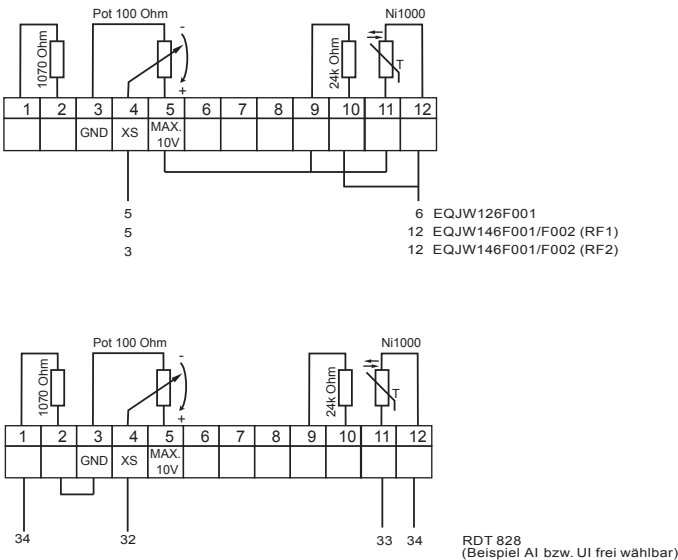 Pot 100 Ohm - Ni1000
1070 Ohm 24k Ohm T
+
1 2 3 4 5 6 7 8 9 10 11 12
GND XS MAX. 10V
5 6 EQJW126F001
5 12 EQJW146F001/F002 (RF1)
3 12 EQJW146F001/F002 (RF2)
Pot 100 Ohm - Ni1000
1070 Ohm 24k Ohm T
+
1 2 3 4 5 6 7 8 9 10 11 12
GND XS MAX. 10V
34 32 33 34 RDT 828
(Beispiel AI bzw. UI frei wählbar)